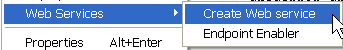 Web Services
Create Web service
Endpoint Enabler
Properties Alt+Enter